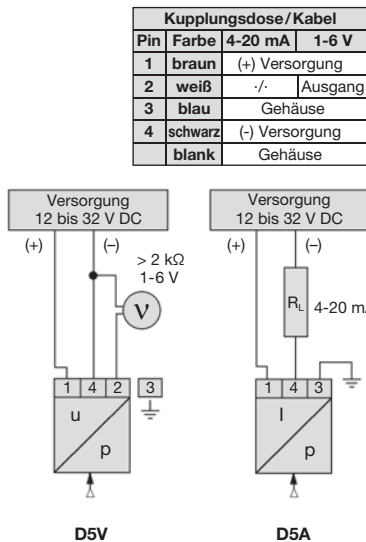 Kupplungsdose/Kabel
Pin Farbe 4-20 mA 1-6 V
1 braun (+) Versorgung
2 weiß ·/· Ausgang
3 blau Gehäuse
4 schwarz (-) Versorgung
blank Gehäuse
Versorgung
12 bis 32 V DC
(+) (–)
> 2 kΩ
1-6 V
V
1 4 2 3
u
p
D5V
Versorgung
12 bis 32 V DC
(+) (–)
RL 4-20 mA
1 4 3
I
p
D5A